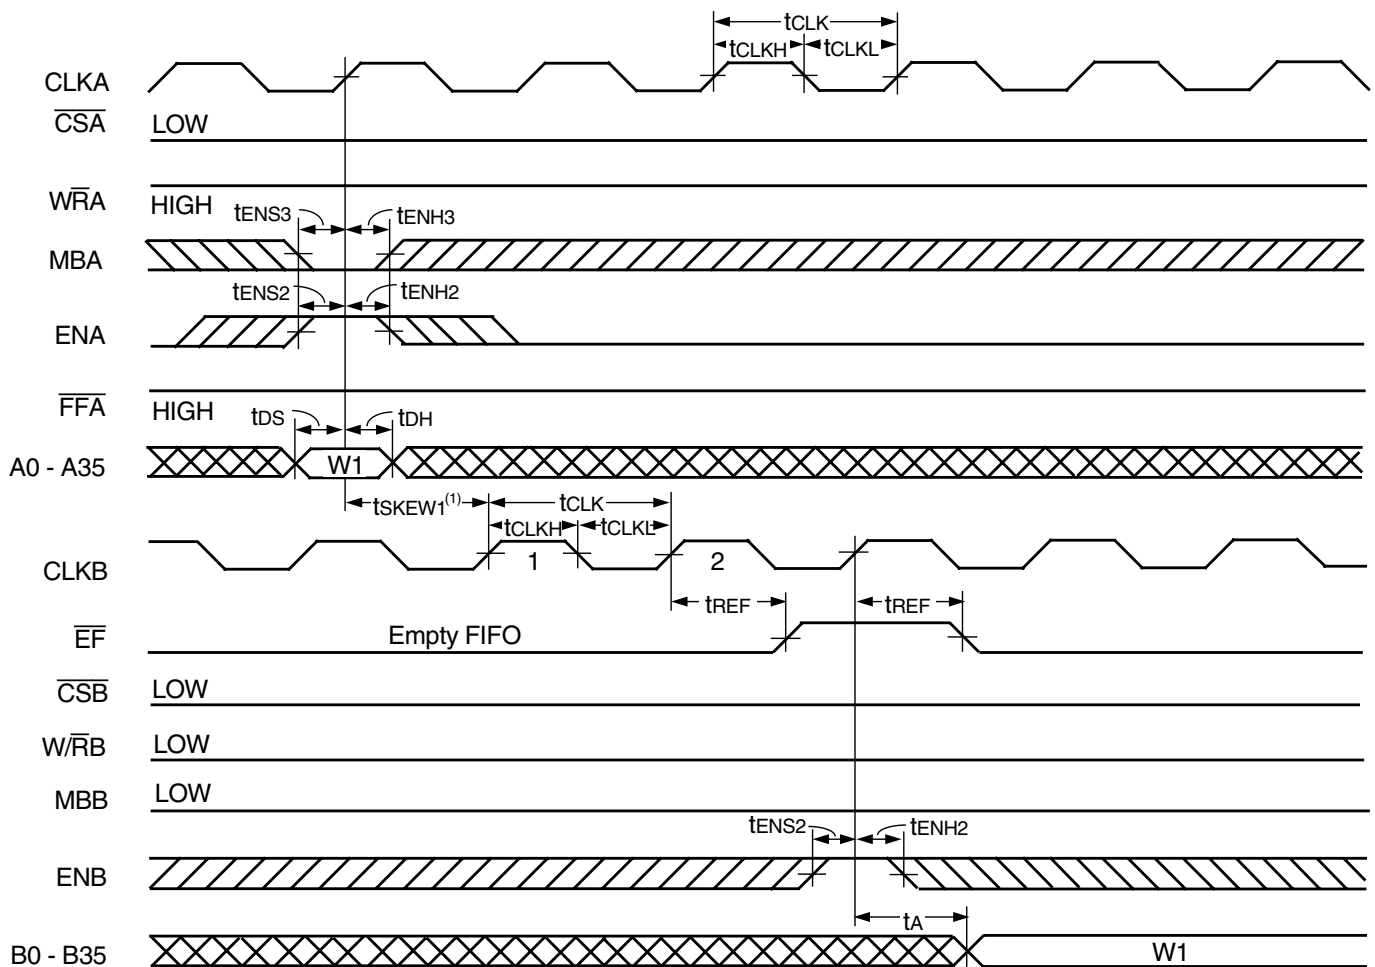 tCLK
tCLKH tCLKL
CLKA
CSA LOW
WRA HIGH
tENS3 tENH3
MBA
tENS2 tENH2
ENA
FFA HIGH
tDS tDH
A0 - A35 W1
tSKEW1(1) tCLK
tCLKH tCLKL
CLKB 1 2
tREF tREF
EF Empty FIFO
CSB LOW
W/RB LOW
MBB LOW
tENS2 tENH2
ENB
tA
B0 - B35 W1